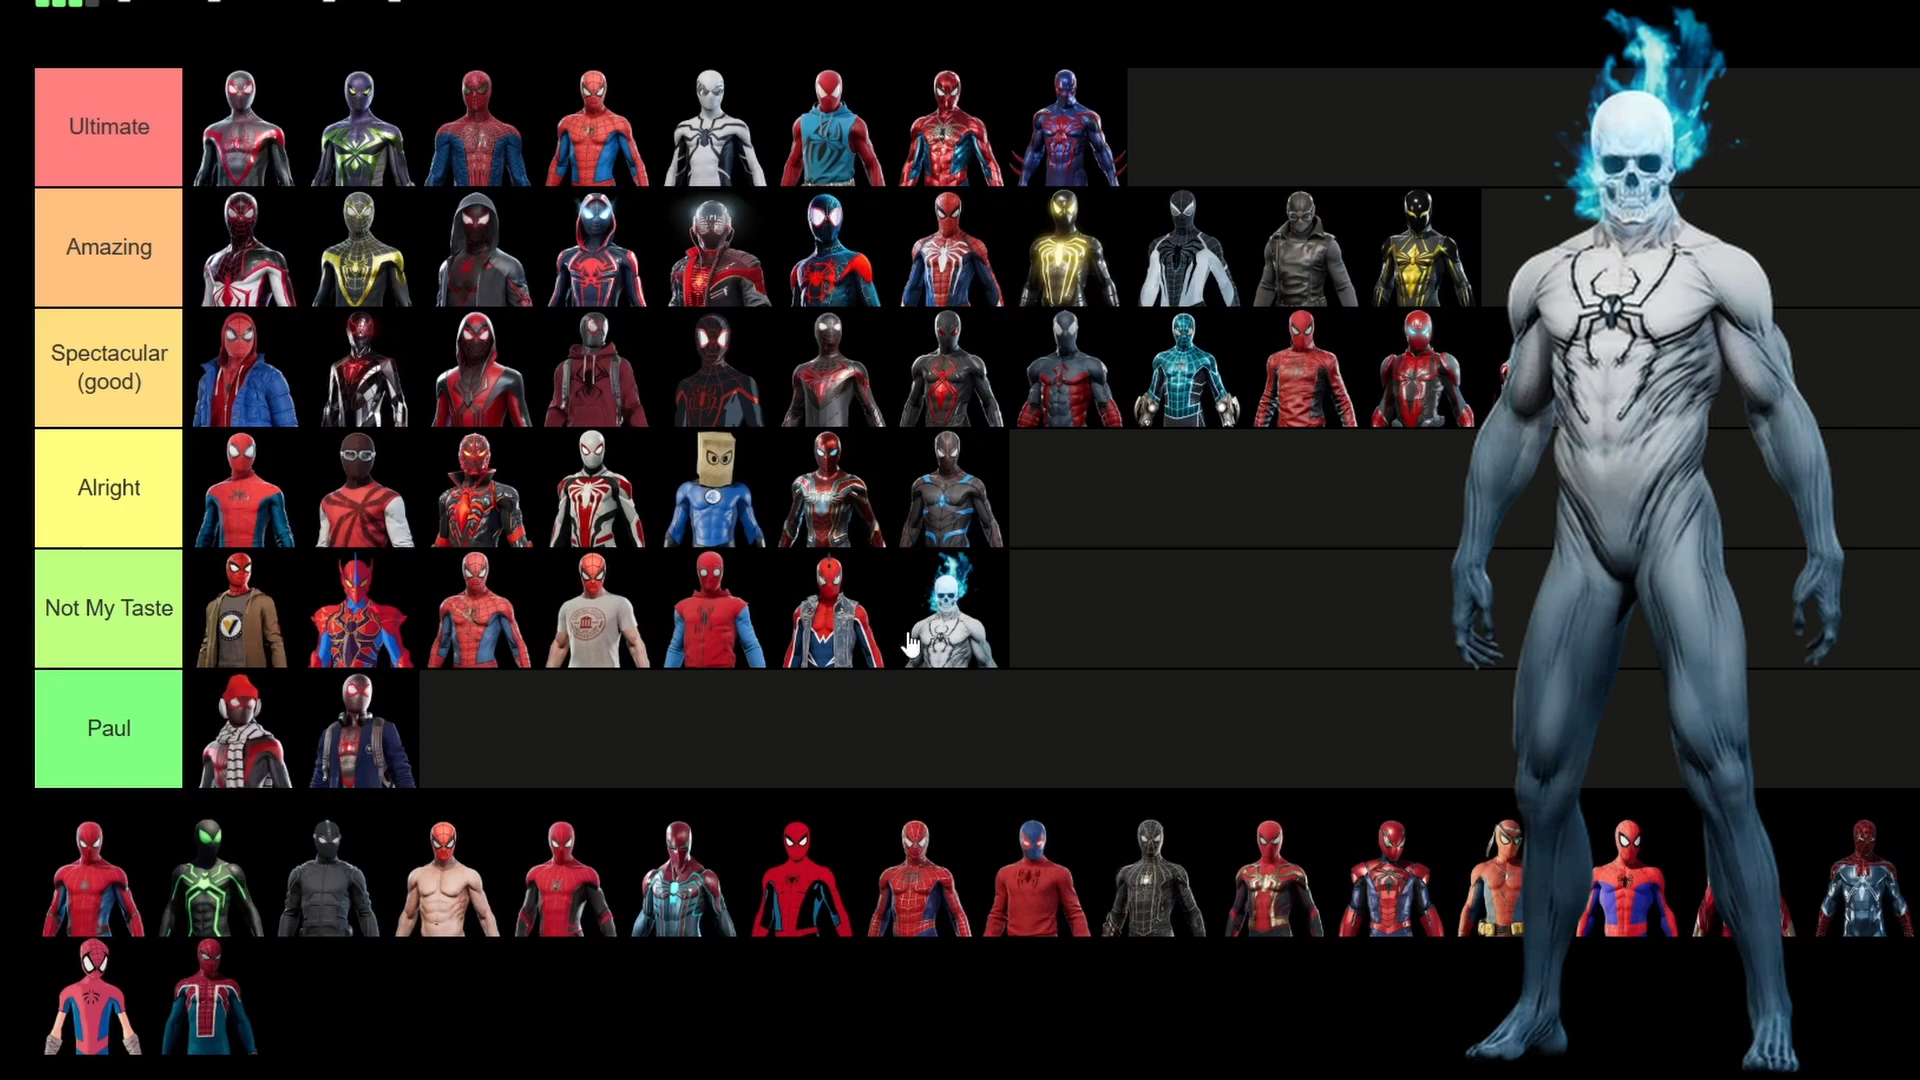 Ultimate
Amazing
Spectacular
(good)
Alright
Not My Taste
Paul